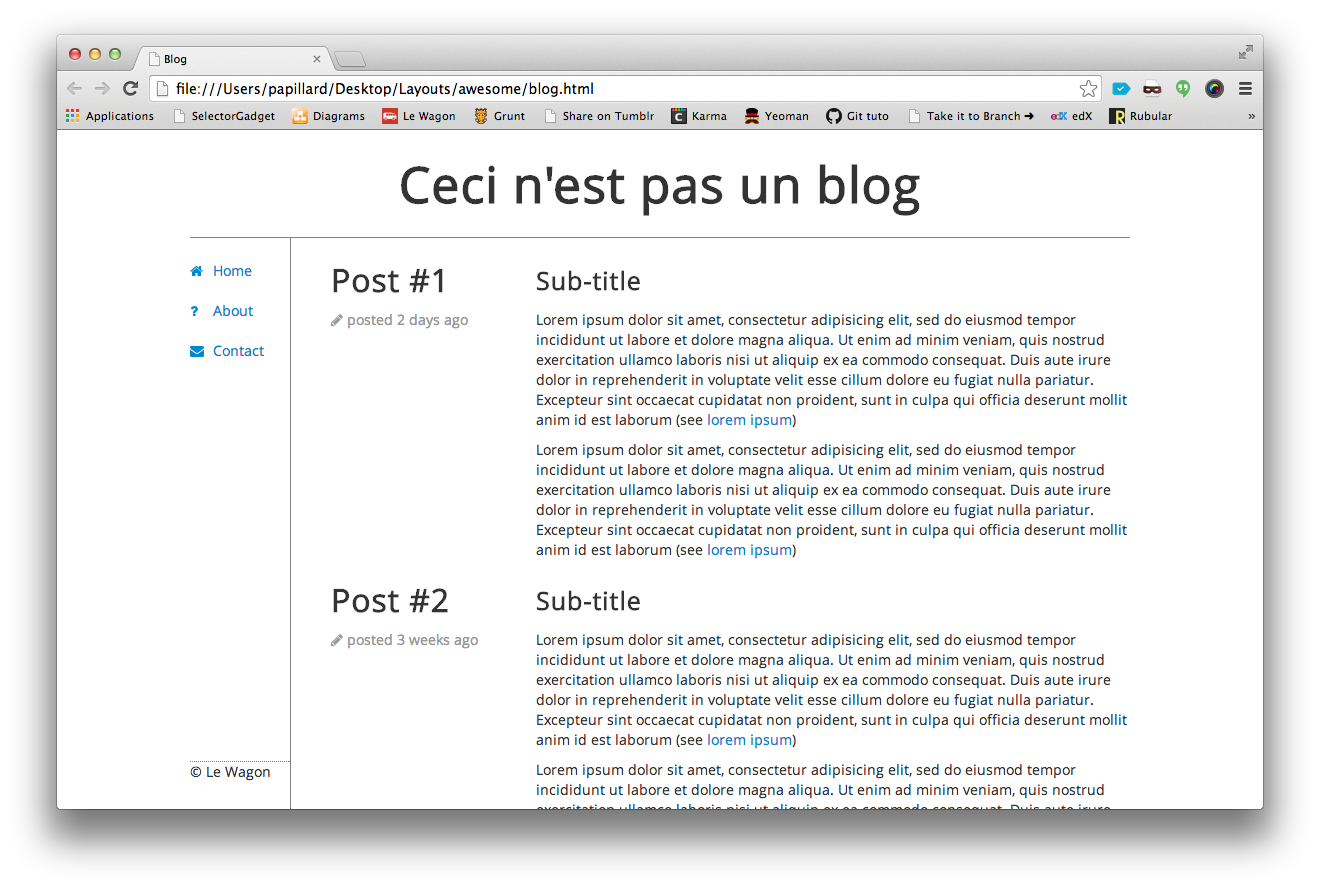 Blog
file:///Users/papillard/Desktop/Layouts/awesome/blog.html
Applications SelectorGadget Diagrams Le Wagon Grunt Share on Tumblr Karma Yeoman Git tuto Take it to Branch ➜ edX edX Rubular »
Ceci n'est pas un blog
Home
? About
Contact
© Le Wagon
Post #1
posted 2 days ago
Sub-title
Lorem ipsum dolor sit amet, consectetur adipisicing elit, sed do eiusmod tempor
incididunt ut labore et dolore magna aliqua. Ut enim ad minim veniam, quis nostrud
exercitation ullamco laboris nisi ut aliquip ex ea commodo consequat. Duis aute irure
dolor in reprehenderit in voluptate velit esse cillum dolore eu fugiat nulla pariatur.
Excepteur sint occaecat cupidatat non proident, sunt in culpa qui officia deserunt mollit
anim id est laborum (see lorem ipsum)
Lorem ipsum dolor sit amet, consectetur adipisicing elit, sed do eiusmod tempor
incididunt ut labore et dolore magna aliqua. Ut enim ad minim veniam, quis nostrud
exercitation ullamco laboris nisi ut aliquip ex ea commodo consequat. Duis aute irure
dolor in reprehenderit in voluptate velit esse cillum dolore eu fugiat nulla pariatur.
Excepteur sint occaecat cupidatat non proident, sunt in culpa qui officia deserunt mollit
anim id est laborum (see lorem ipsum)
Post #2
posted 3 weeks ago
Sub-title
Lorem ipsum dolor sit amet, consectetur adipisicing elit, sed do eiusmod tempor
incididunt ut labore et dolore magna aliqua. Ut enim ad minim veniam, quis nostrud
exercitation ullamco laboris nisi ut aliquip ex ea commodo consequat. Duis aute irure
dolor in reprehenderit in voluptate velit esse cillum dolore eu fugiat nulla pariatur.
Excepteur sint occaecat cupidatat non proident, sunt in culpa qui officia deserunt mollit
anim id est laborum (see lorem ipsum)
Lorem ipsum dolor sit amet, consectetur adipisicing elit, sed do eiusmod tempor
incididunt ut labore et dolore magna aliqua. Ut enim ad minim veniam, quis nostrud